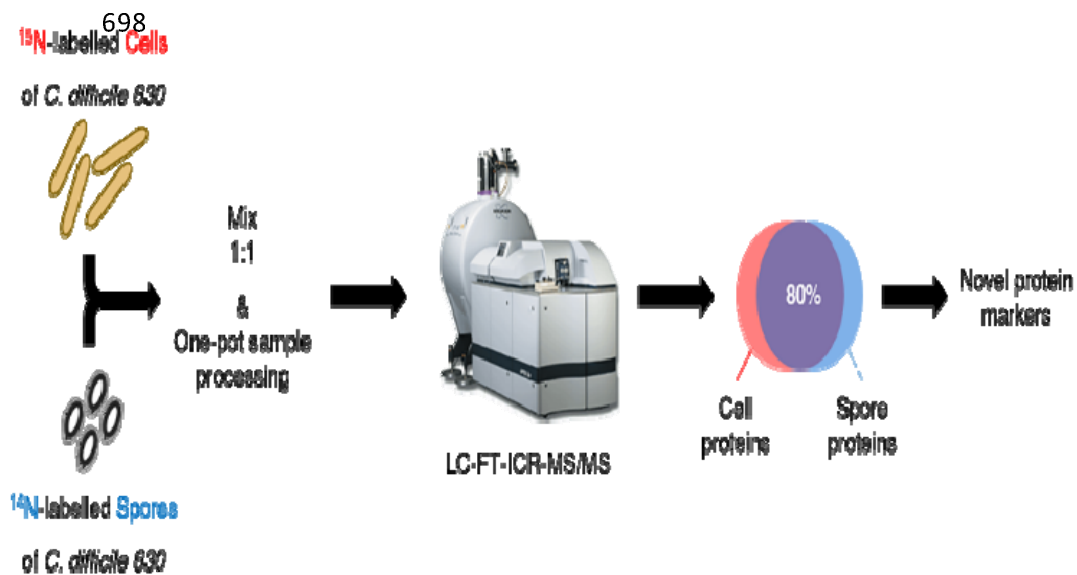 698
¹⁵N-labelled Cells
of C. difficile 630
Mix
1:1
&
One-pot sample
processing
LC-FT-ICR-MS/MS
80%
Cell
proteins
Spore
proteins
Novel protein
markers
¹⁴N-labelled Spores
of C. difficile 630